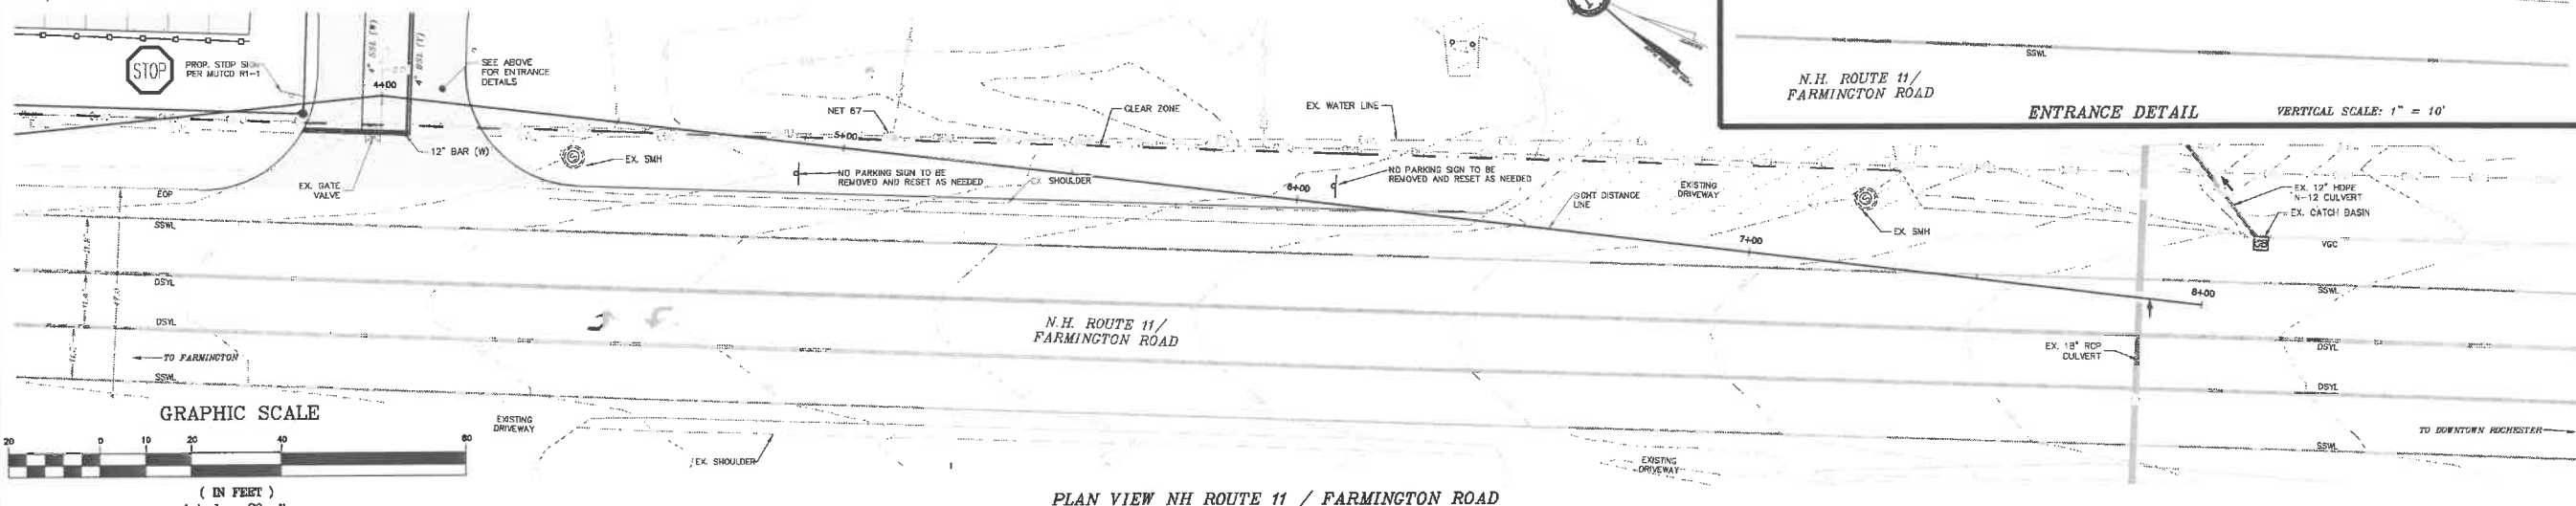 STOP
PROP. STOP
PER MUTCD R1-1
4" SSL (W)
4" DSL (Y)
4+00
SEE ABOVE
FOR ENTRANCE
DETAILS
12" BAR (W)
EX. GATE
VALVE
EOP
EX. SMH
NET 67
5+00
NO PARKING SIGN TO BE
REMOVED AND RESET AS NEEDED
EX SHOULDER
CLEAR ZONE
EX. WATER LINE
6+00
NO PARKING SIGN TO BE
REMOVED AND RESET AS NEEDED
SIGHT DISTANCE
LINE
EXISTING
DRIVEWAY
7+00
EX. SMH
N.H. ROUTE 11/
FARMINGTON ROAD
SSWL
ENTRANCE DETAIL
VERTICAL SCALE: 1" = 10'
EX. 12" HDPE
N-12 CULVERT
EX. CATCH BASIN
CB
VGC
8+00
SSWL
DSYL
DSYL
SSWL
EX. 18" RCP
CULVERT
TO DOWNTOWN ROCHESTER
SSWL
DSYL
DSYL
TO FARMINGTON
SSWL
N.H. ROUTE 11/
FARMINGTON ROAD
GRAPHIC SCALE
20 0 10 20 40 80
( IN FEET )
EXISTING
DRIVEWAY
EX. SHOULDER
EXISTING
DRIVEWAY
PLAN VIEW NH ROUTE 11 / FARMINGTON ROAD